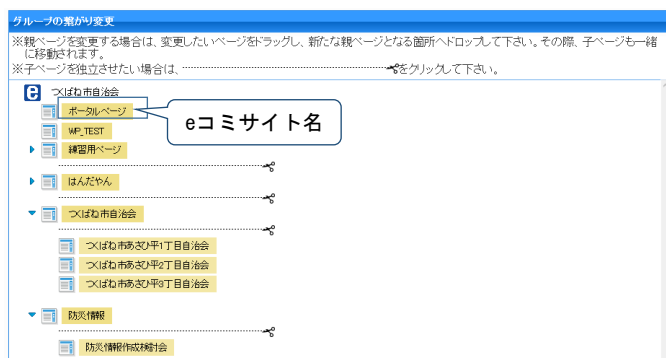 グループの繋がり変更
※親ページを変更する場合は、変更したいページをドラッグし、新たな親ページとなる箇所へドロップして下さい。その際、子ページも一緒
に移動されます。
※子ページを独立させたい場合は、をクリックして下さい。
e つくばね市自治会
ポータルページ
eコミサイト名
WP_TEST
練習用ページ
はんだやん
つくばね市自治会
つくばね市あさひ平1丁目自治会
つくばね市あさひ平2丁目自治会
つくばね市あさひ平3丁目自治会
防災情報
防災情報作成検討会